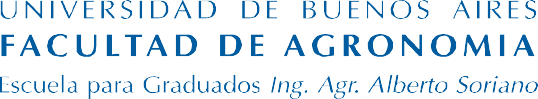 UNIVERSIDAD DE BUENOS AIRES
FACULTAD DE AGRONOMIA
Escuela para Graduados Ing. Agr. Alberto Soriano